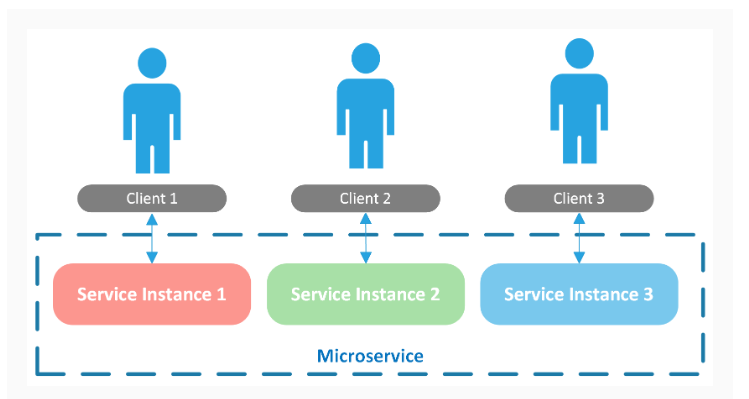 Client 1
Client 2
Client 3
Service Instance 1
Service Instance 2
Service Instance 3
Microservice